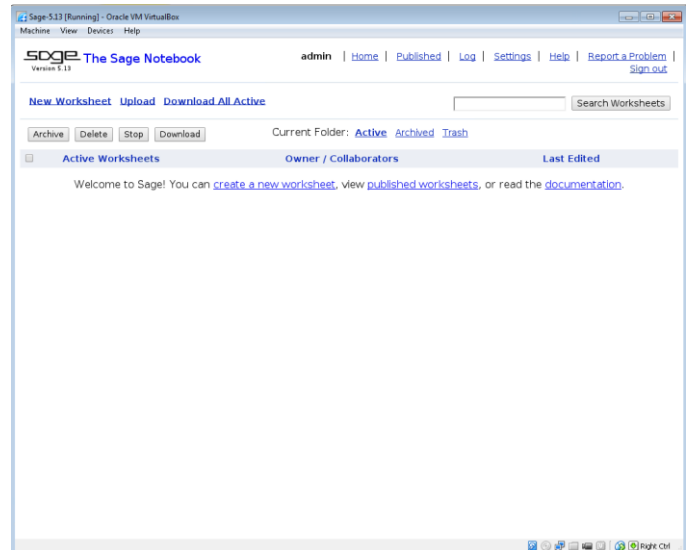 Sage-5.13 [Running] - Oracle VM VirtualBox
Machine View Devices Help
SAGE The Sage Notebook admin | Home | Published | Log | Settings | Help | Report a Problem |
Version 5.13 Sign out
New Worksheet Upload Download All Active Search Worksheets
Archive Delete Stop Download Current Folder: Active Archived Trash
Active Worksheets Owner / Collaborators Last Edited
Welcome to Sage! You can create a new worksheet, view published worksheets, or read the documentation.
Right Ctrl